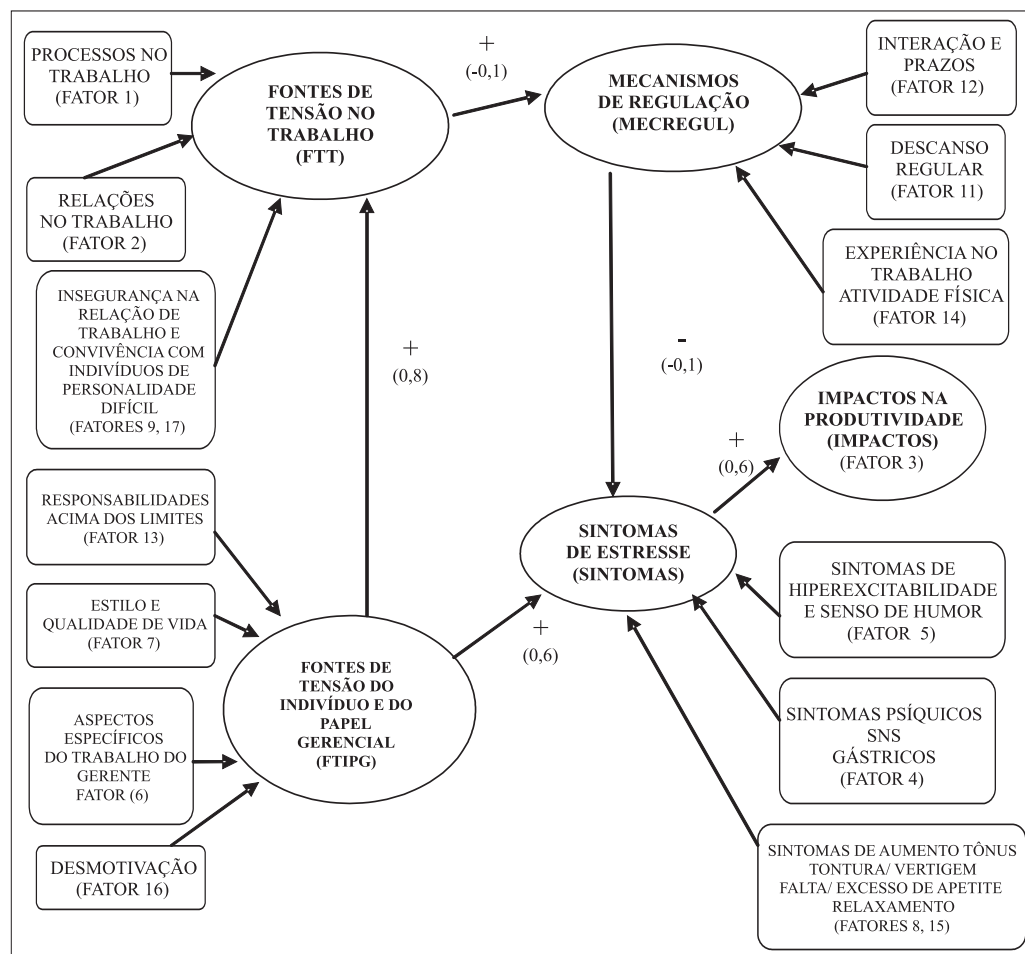 PROCESSOS NO
TRABALHO
(FATOR 1)
RELAÇÕES
NO TRABALHO
(FATOR 2)
INSEGURANÇA NA
RELAÇÃO DE
TRABALHO E
CONVIVÊNCIA COM
INDIVÍDUOS DE
PERSONALIDADE
DIFÍCIL
(FATORES 9, 17)
RESPONSABILIDADES
ACIMA DOS LIMITES
(FATOR 13)
ESTILO E
QUALIDADE DE VIDA
(FATOR 7)
ASPECTOS
ESPECÍFICOS
DO TRABALHO DO
GERENTE
FATOR (6)
DESMOTIVAÇÃO
(FATOR 16)
FONTES DE
TENSÃO NO
TRABALHO
(FTT)
+
(-0,1)
+
(0,8)
FONTES DE
TENSÃO DO
INDIVÍDUO E DO
PAPEL
GERENCIAL
(FTIPG)
+
(0,6)
MECANISMOS
DE REGULAÇÃO
(MECREGUL)
-
(-0,1)
SINTOMAS
DE ESTRESSE
(SINTOMAS)
+
(0,6)
INTERAÇÃO E
PRAZOS
(FATOR 12)
DESCANSO
REGULAR
(FATOR 11)
EXPERIÊNCIA NO
TRABALHO
ATIVIDADE FÍSICA
(FATOR 14)
IMPACTOS NA
PRODUTIVIDADE
(IMPACTOS)
(FATOR 3)
SINTOMAS DE
HIPEREXCITABILIDADE
E SENSO DE HUMOR
(FATOR 5)
SINTOMAS PSÍQUICOS
SNS
GÁSTRICOS
(FATOR 4)
SINTOMAS DE AUMENTO TÔNUS
TONTURA/ VERTIGEM
FALTA/ EXCESSO DE APETITE
RELAXAMENTO
(FATORES 8, 15)